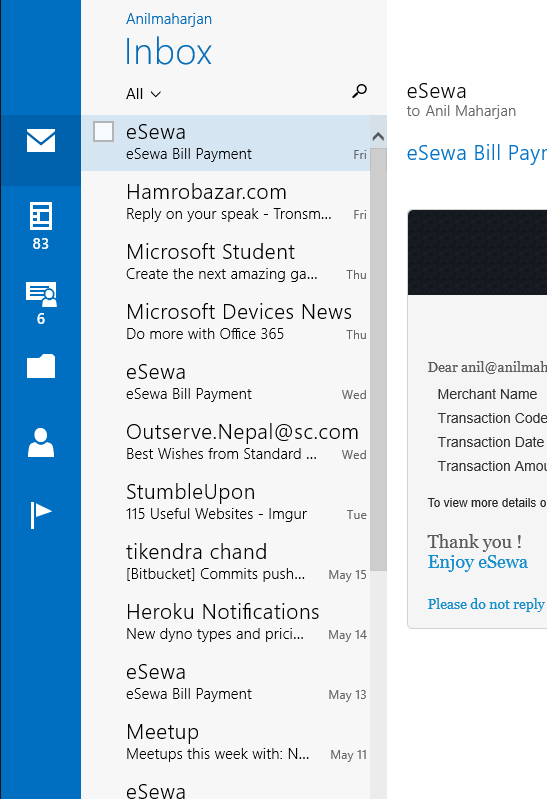 Anilmaharjan
Inbox
All
eSewa
eSewa Bill Payment Fri
Hamrobazar.com
Reply on your speak - Tronsm... Fri
Microsoft Student
Create the next amazing ga... Thu
Microsoft Devices News
Do more with Office 365 Thu
eSewa
eSewa Bill Payment Wed
Outserve.Nepal@sc.com
Best Wishes from Standard ... Wed
StumbleUpon
115 Useful Websites - Imgur Tue
tikendra chand
[Bitbucket] Commits push... May 15
Heroku Notifications
New dyno types and prici... May 14
eSewa
eSewa Bill Payment May 13
Meetup
Meetups this week with: N... May 11
eSewa
83
6
eSewa
to Anil Maharjan
eSewa Bill Payr
Dear anil@anilmah
Merchant Name
Transaction Code
Transaction Date
Transaction Amou
To view more details o
Thank you !
Enjoy eSewa
Please do not reply